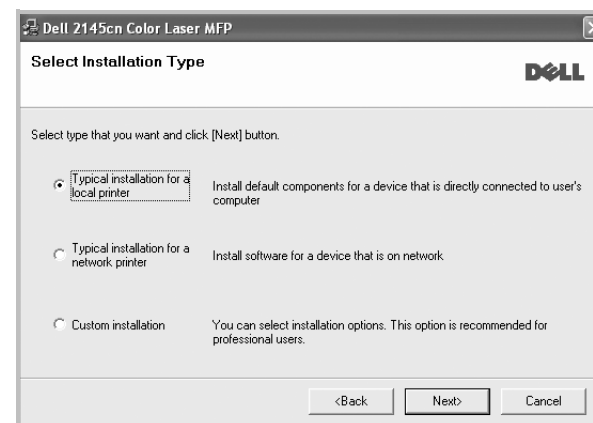 Dell 2145cn Color Laser MFP
Select Installation Type
DELL
Select type that you want and click [Next] button.
Typical installation for a
local printer
Install default components for a device that is directly connected to user's
computer
Typical installation for a
network printer
Install software for a device that is on network
Custom installation
You can select installation options. This option is recommended for
professional users.
<Back
Next>
Cancel